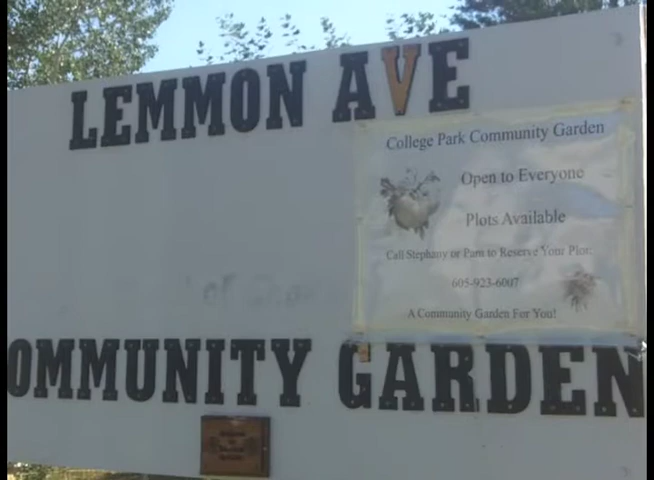 LEMMON AVE
College Park Community Garden
Open to Everyone
Plots Available
Call Stephany or Pam to Reserve Your Plot:
605-923-6007
A Community Garden For You!
OMMUNITY GARDEN